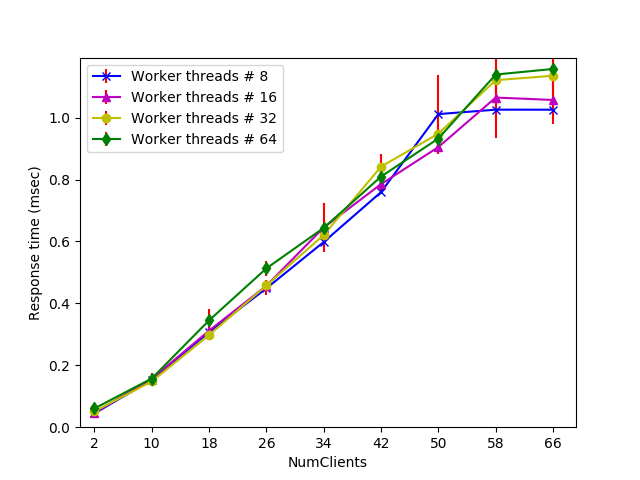 Worker threads # 8
Worker threads # 16
Worker threads # 32
Worker threads # 64
Response time (msec)
1.0
0.8
0.6
0.4
0.2
0.0
2 10 18 26 34 42 50 58 66
NumClients